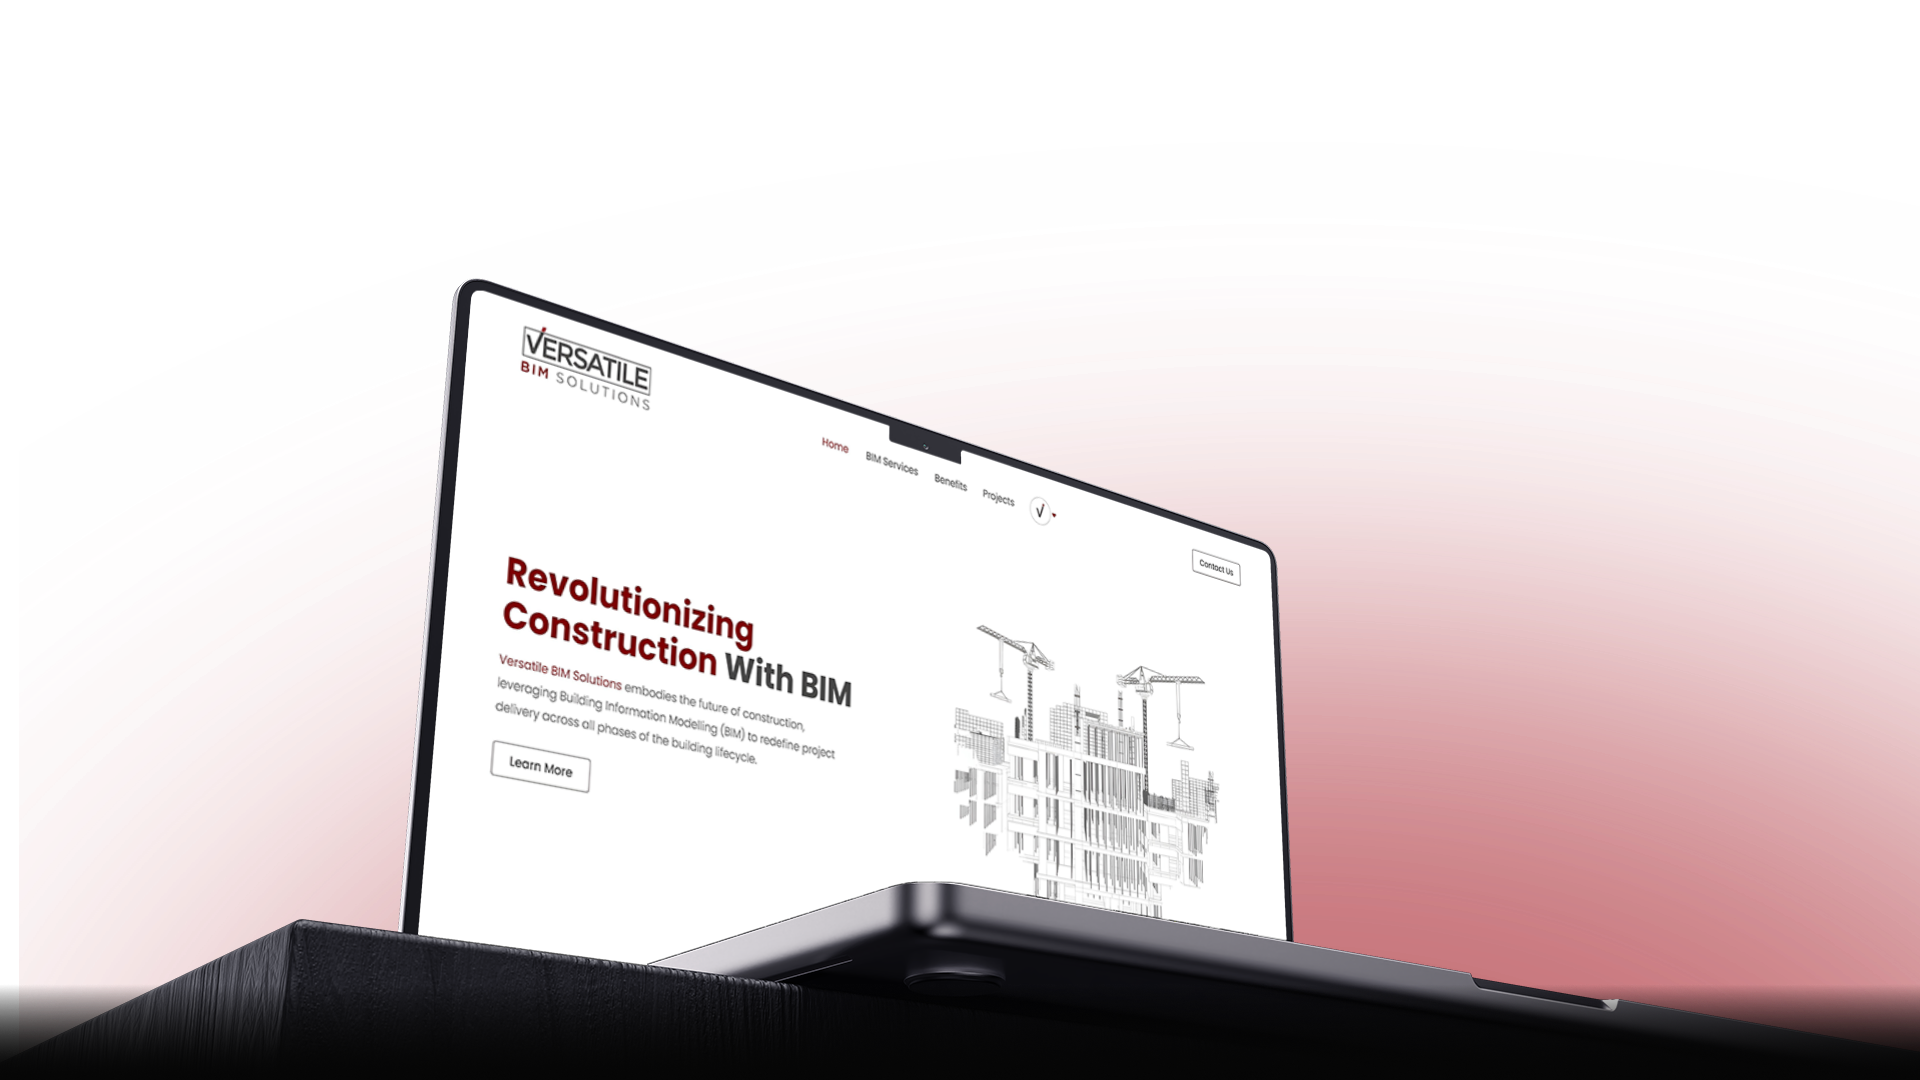 VERSATILE
BIM SOLUTIONS
Home BIM Services Benefits Projects
Contact Us
Revolutionizing
Construction With BIM
Versatile BIM Solutions embodies the future of construction,
leveraging Building Information Modelling (BIM) to redefine project
delivery across all phases of the building lifecycle.
Learn More